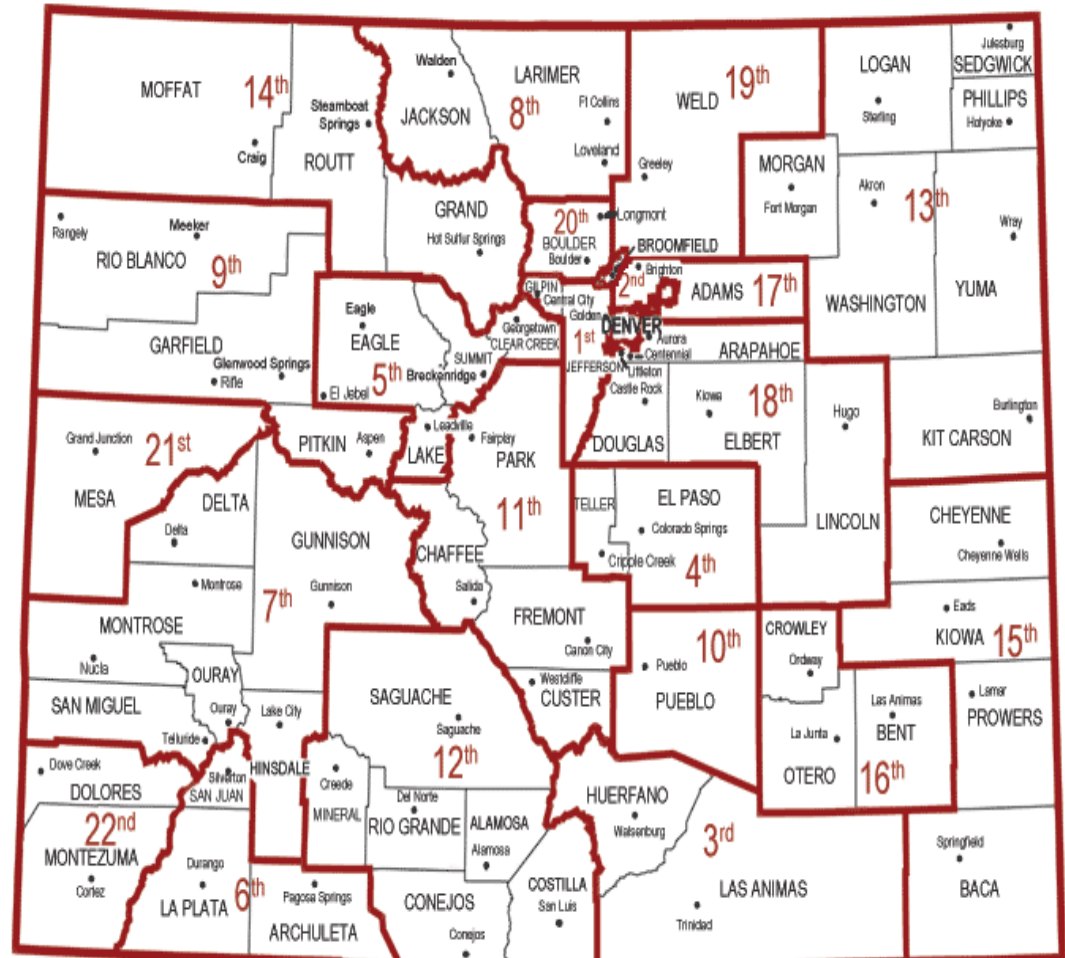 Julesburg
LOGAN
SEDGWICK
Walden
LARIMER
MOFFAT
14th
8th
WELD
19th
PHILLIPS
Steamboat
Springs
JACKSON
Ft Collins
Sterling
Holyoke
Craig
ROUTT
Loveland
Greeley
MORGAN
Fort Morgan
Akron
13th
Rangely
Meeker
RIO BLANCO
9th
GRAND
Hot Sulfur Springs
20th
Longmont
BOULDER
Boulder
BROOMFIELD
Wray
2nd
Brighton
ADAMS
17th
WASHINGTON
YUMA
GILPIN
Central City
Golden
Georgetown
CLEAR CREEK
1st
DENVER
Aurora
Centennial
ARAPAHOE
Eagle
EAGLE
5th
GARFIELD
Glenwood Springs
Rifle
SUMMIT
Breckenridge
El Jebel
JEFFERSON
Littleton
Castle Rock
DOUGLAS
Kiowa
18th
ELBERT
Hugo
Burlington
KIT CARSON
Grand Junction
21st
MESA
PITKIN
Aspen
Leadville
LAKE
Fairplay
PARK
11th
DELTA
Delta
GUNNISON
CHAFFEE
TELLER
EL PASO
Colorado Springs
Cripple Creek
4th
LINCOLN
CHEYENNE
Cheyenne Wells
Montrose
7th
Gunnison
Salida
FREMONT
Canon City
MONTROSE
Nucla
OURAY
Ouray
SAN MIGUEL
Telluride
Lake City
SAGUACHE
Saguache
12th
Westcliffe
CUSTER
10th
Pueblo
PUEBLO
CROWLEY
Ordway
Eads
KIOWA
15th
Las Animas
BENT
Lamar
PROWERS
La Junta
OTERO
16th
Dove Creek
DOLORES
Silverton
SAN JUAN
HINSDALE
Creede
MINERAL
Del Norte
RIO GRANDE
ALAMOSA
Alamosa
HUERFANO
Walsenburg
3rd
22nd
MONTEZUMA
Cortez
Durango
LA PLATA
6th
Pagosa Springs
ARCHULETA
CONEJOS
Conejos
COSTILLA
San Luis
LAS ANIMAS
Trinidad
Springfield
BACA